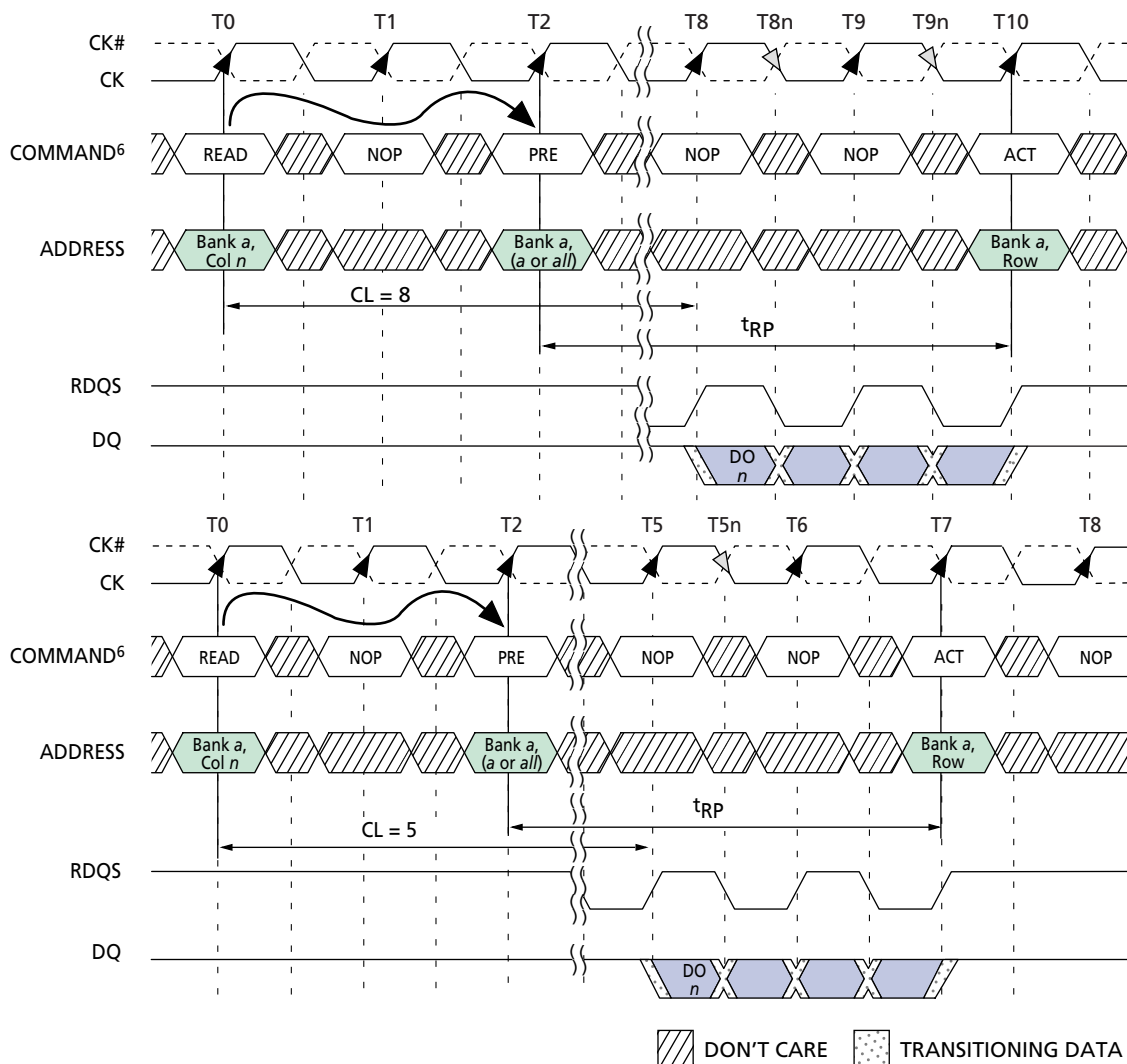 T0 T1 T2 T8 T8n T9 T9n T10
CK#
CK
COMMAND6 READ NOP PRE NOP NOP ACT
ADDRESS Bank a, Col n Bank a, (a or all) Bank a, Row
CL = 8
tRP
RDQS
DQ
DO n
T0 T1 T2 T5 T5n T6 T7 T8
CK#
CK
COMMAND6 READ NOP PRE NOP NOP ACT NOP
ADDRESS Bank a, Col n Bank a, (a or all) Bank a, Row
tRP
CL = 5
RDQS
DQ
DO n
DON'T CARE TRANSITIONING DATA